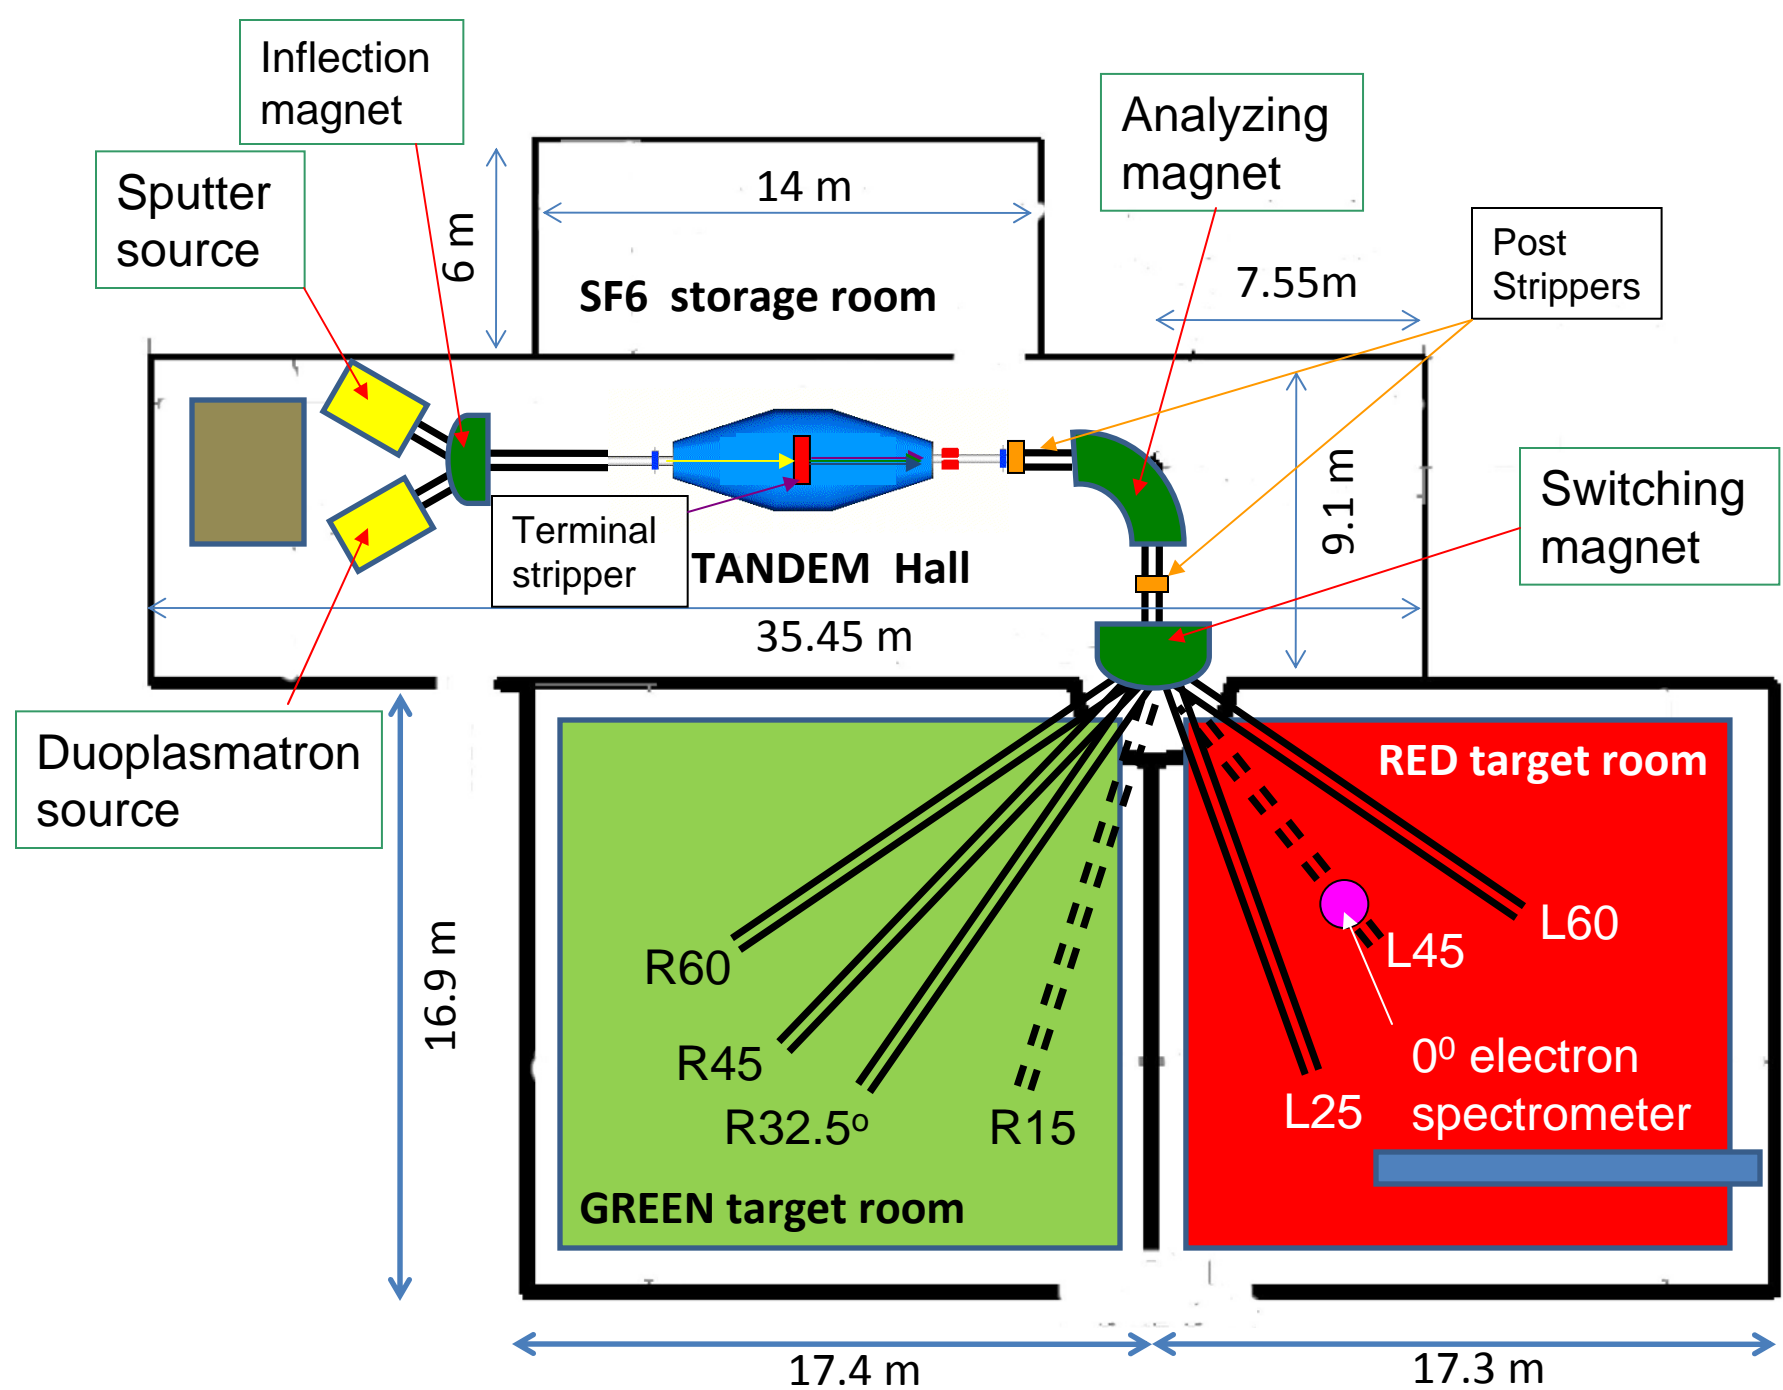 Inflection
magnet
Analyzing
magnet
Sputter
source
14 m
6 m
Post
Strippers
7.55m
SF6 storage room
9.1 m
Switching
magnet
Terminal
stripper
TANDEM Hall
35.45 m
Duoplasmatron
source
RED target room
16.9 m
R60
L60
L45
R45
0⁰ electron
spectrometer
R32.5º
R15
L25
GREEN target room
17.4 m
17.3 m